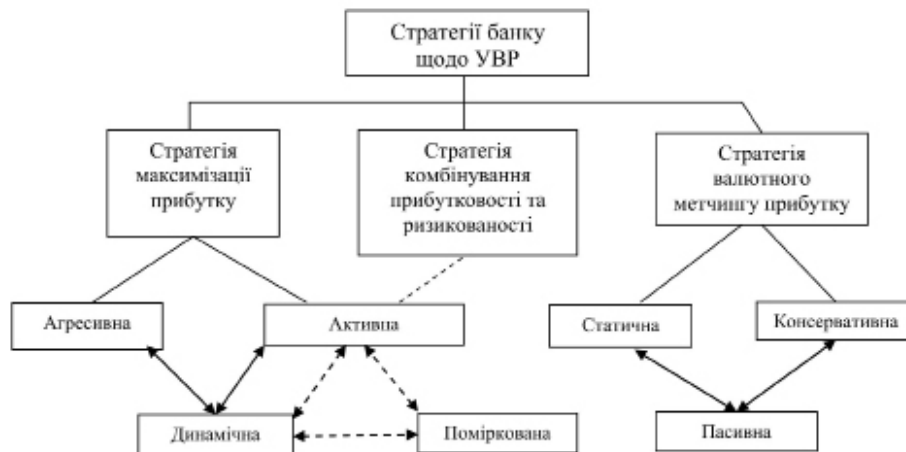 Стратегії банку
щодо УВР
Стратегія
максимізації
прибутку
Стратегія
комбінування
прибутковості та
ризикованості
Стратегія
валютного
метчингу прибутку
Агресивна
Активна
Статична
Консервативна
Динамічна
Поміркована
Пасивна